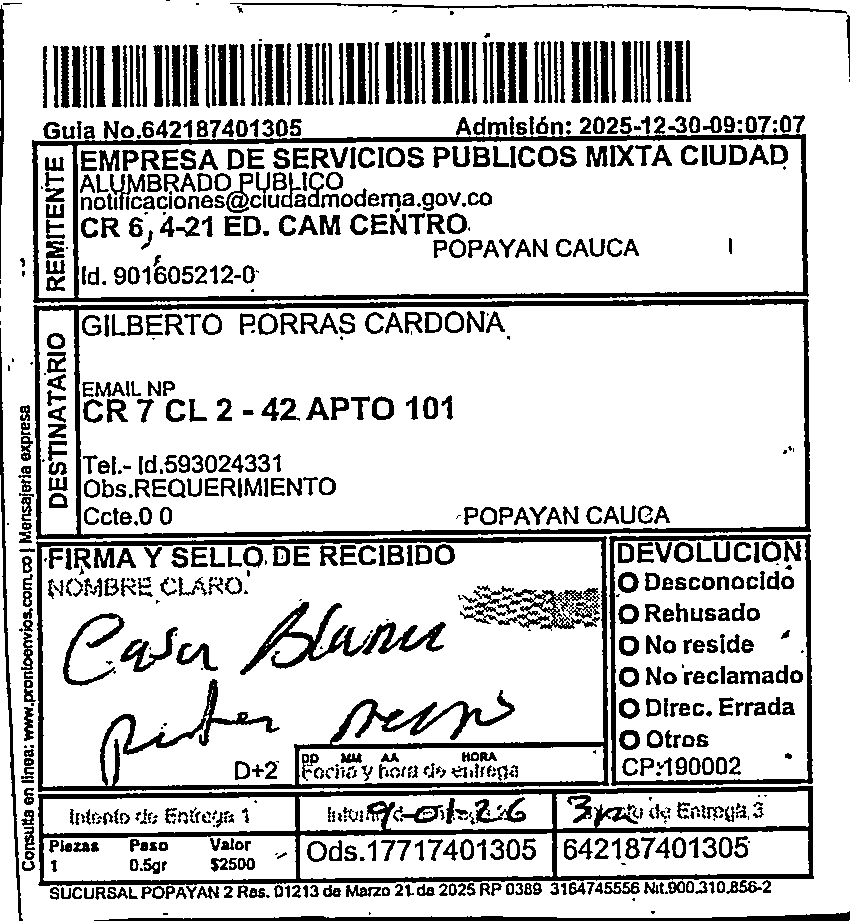 Guia No.642187401305 Admisión: 2025-12-30-09:07:07
REMITENTE
EMPRESA DE SERVICIOS PUBLICOS MIXTA CIUDAD
ALUMBRADO PUBLICO
notificaciones@ciudadmoderna.gov.co
CR 6, 4-21 ED. CAM CENTRO
POPAYAN CAUCA
Id. 901605212-0
DESTINATARIO
GILBERTO PORRAS CARDONA
EMAIL NP
CR 7 CL 2 - 42 APTO 101
Tel.- Id.593024331
Obs.REQUERIMIENTO
Ccte.0 0 POPAYAN CAUCA
FIRMA Y SELLO DE RECIBIDO
NOMBRE CLARO.
Casa Blanca
D+2
DD MM AA HORA
Fecha y hora de entrega
DEVOLUCION
Desconocido
Rehusado
No reside
No reclamado
Direc. Errada
Otros
CP:190002
Intento de Entrega 1
9-01-26
de Entrega 3
Piezas Peso Valor
1 0.5gr $2500
Ods.17717401305
642187401305
SUCURSAL POPAYAN 2 Res. 01213 de Marzo 21 de 2025 RP 0389 3164745556 Nit.900.310.856-2
Consulta en linea: www.prontoenvios.com.co | Mensajeria expresa